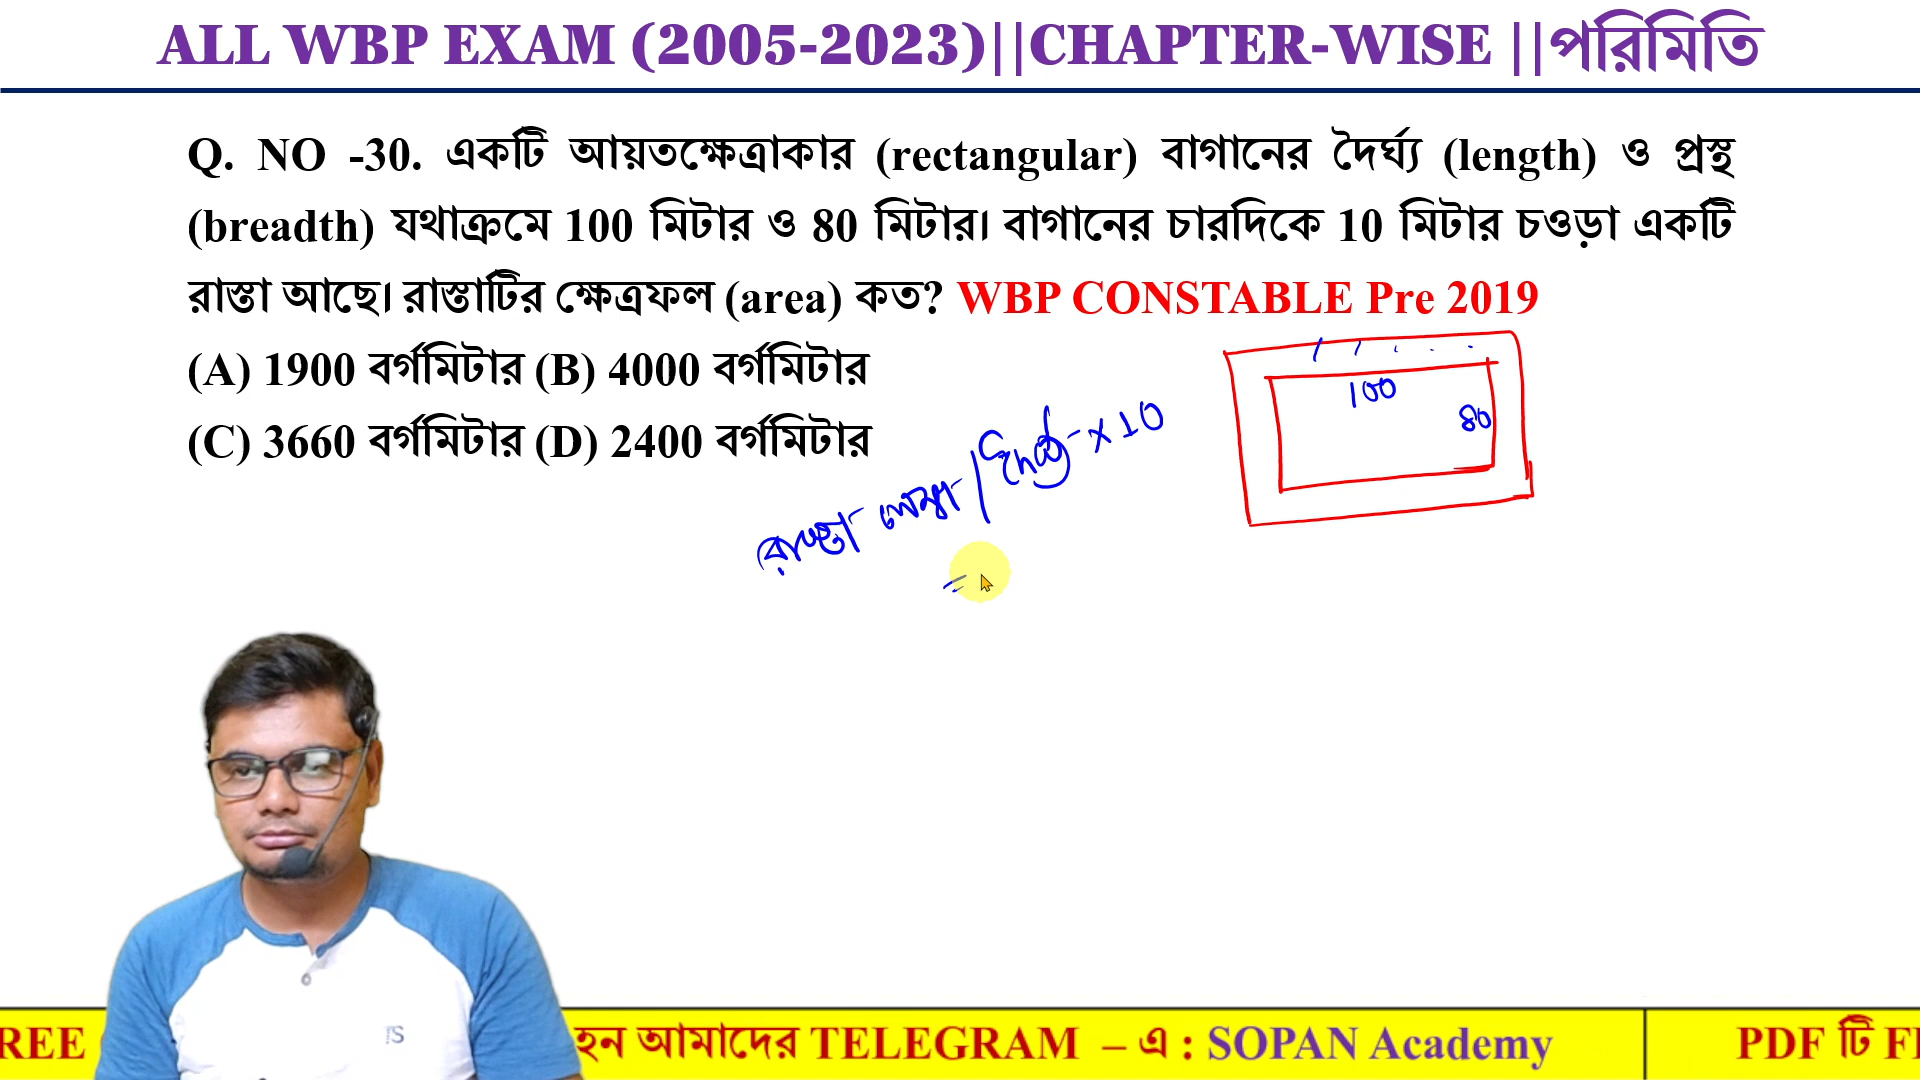 ALL WBP EXAM (2005-2023)||CHAPTER-WISE ||পরিমিতি
Q. NO -30. একটি আয়তক্ষেত্রাকার (rectangular) বাগানের দৈর্ঘ্য (length) ও প্রস্থ
(breadth) যথাক্রমে 100 মিটার ও 80 মিটার। বাগানের চারদিকে 10 মিটার চওড়া একটি
রাস্তা আছে। রাস্তাটির ক্ষেত্রফল (area) কত? WBP CONSTABLE Pre 2019
(A) 1900 বর্গমিটার (B) 4000 বর্গমিটার
(C) 3660 বর্গমিটার (D) 2400 বর্গমিটার
100
80
রাস্তা লম্বা / দৈর্ঘ্য × 10
=
REE
হন আমাদের TELEGRAM – এ : SOPAN Academy
PDF টি F